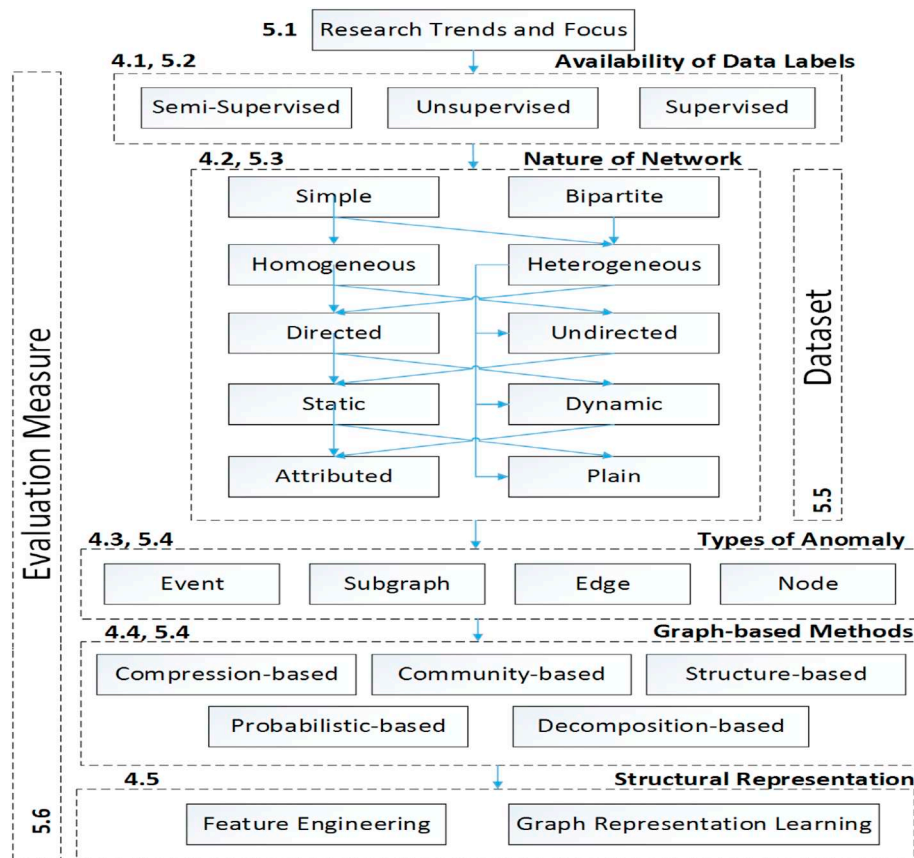 5.1
Research Trends and Focus
4.1, 5.2
Availability of Data Labels
Semi-Supervised
Unsupervised
Supervised
4.2, 5.3
Nature of Network
Simple
Bipartite
Homogeneous
Heterogeneous
Directed
Undirected
Static
Dynamic
Attributed
Plain
Dataset
5.5
4.3, 5.4
Types of Anomaly
Event
Subgraph
Edge
Node
4.4, 5.4
Graph-based Methods
Compression-based
Community-based
Structure-based
Probabilistic-based
Decomposition-based
4.5
Structural Representation
Feature Engineering
Graph Representation Learning
Evaluation Measure
5.6